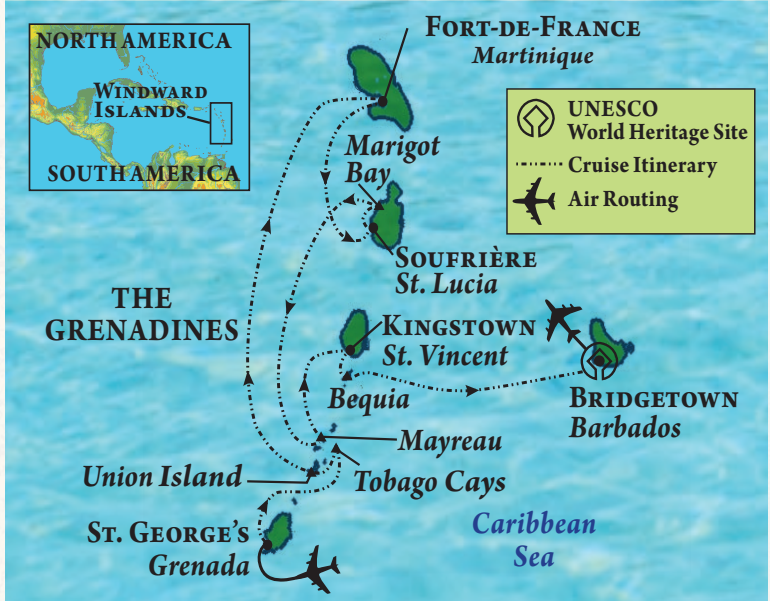 NORTH AMERICA
WINDWARD
ISLANDS
SOUTH AMERICA
FORT-DE-FRANCE
Martinique
UNESCO
World Heritage Site
Cruise Itinerary
Air Routing
Marigot
Bay
SOUFRIÈRE
St. Lucia
THE
GRENADINES
KINGSTOWN
St. Vincent
Bequia
BRIDGETOWN
Barbados
Mayreau
Union Island
Tobago Cays
ST. GEORGE'S
Grenada
Caribbean
Sea